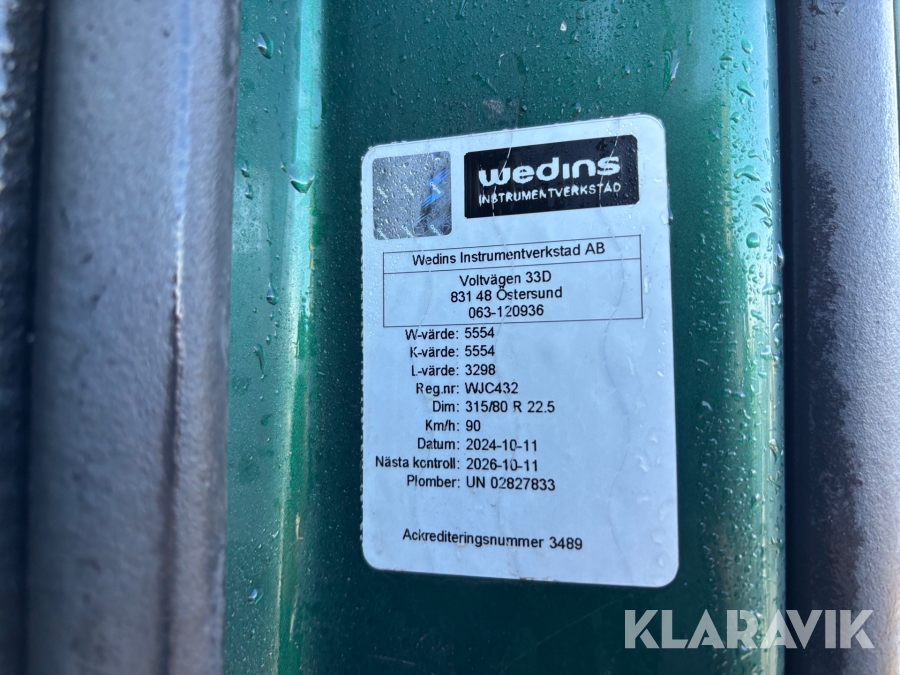 wedins
INSTRUMENTVERKSTAD
Wedins Instrumentverkstad AB
Voltvägen 33D
831 48 Östersund
063-120936
W-värde: 5554
K-värde: 5554
L-värde: 3298
Reg.nr: WJC432
Dim: 315/80 R 22.5
Km/h: 90
Datum: 2024-10-11
Nästa kontroll: 2026-10-11
Plomber: UN 02827833
Ackrediteringsnummer 3489
KLARAVIK